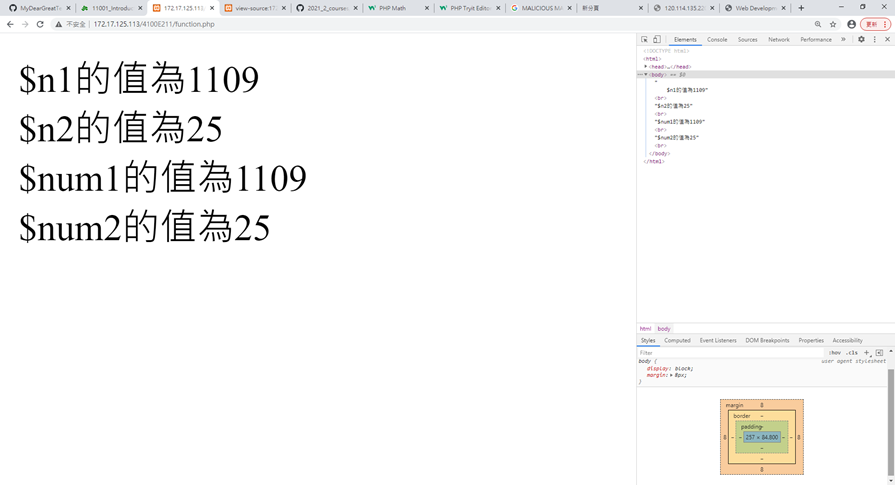 MyDearGreatTe
11001_Introduc
172.17.125.113/
view-source:17
2021_2_coursew
PHP Math
PHP Tryit Editor
MALICIOUS M
新分頁
120.114.135.22
Web Developm
不安全 | 172.17.125.113/4100E211/function.php
更新
$n1的值為1109
$n2的值為25
$num1的值為1109
$num2的值為25
Elements Console Sources Network Performance »
<!DOCTYPE html>
<html>
<head>…</head>
<body> == $0
"
$n1的值為1109"
<br>
"$n2的值為25"
<br>
"$num1的值為1109"
<br>
"$num2的值為25"
<br>
</body>
</html>
html body
Styles Computed Event Listeners DOM Breakpoints Properties Accessibility
Filter :hov .cls +
body { user agent stylesheet
display: block;
margin: 8px;
}
margin 8
border –
padding-
8 – – 257 × 84.800 – – 8
–
–
8